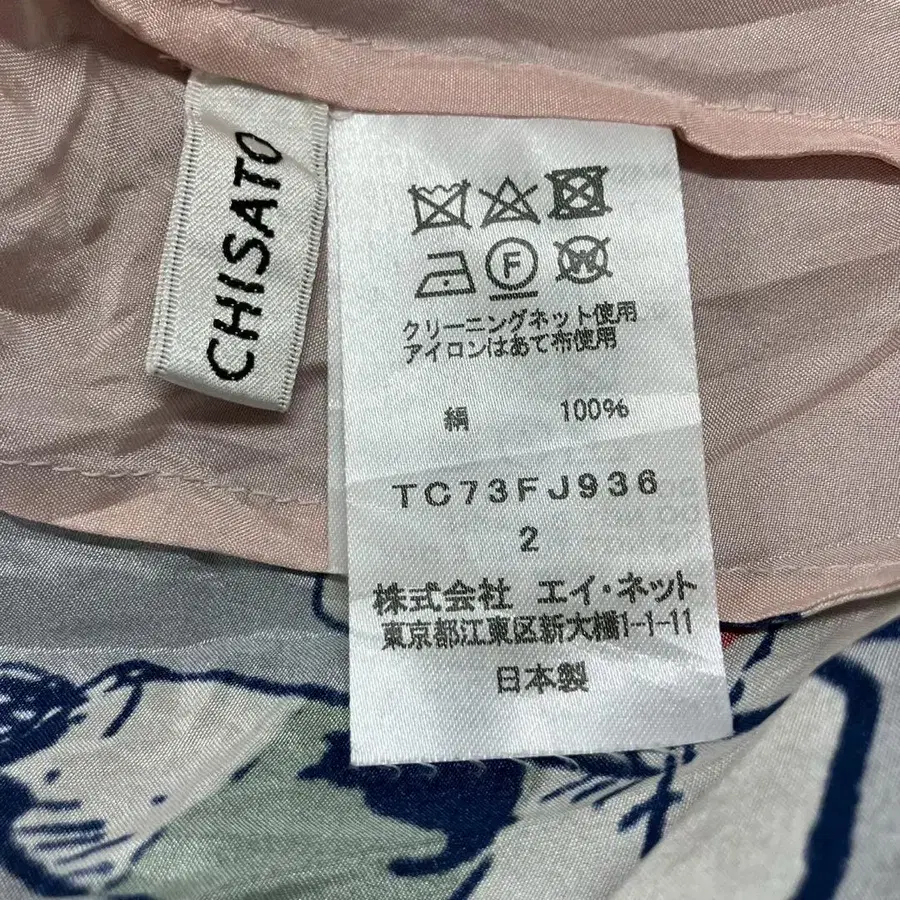 CHISATO
F
W
クリーニングネット使用
アイロンはあて布使用
絹 100%
TC73FJ936
2
株式会社 エイ・ネット
東京都江東区新大橋1-1-11
日本製